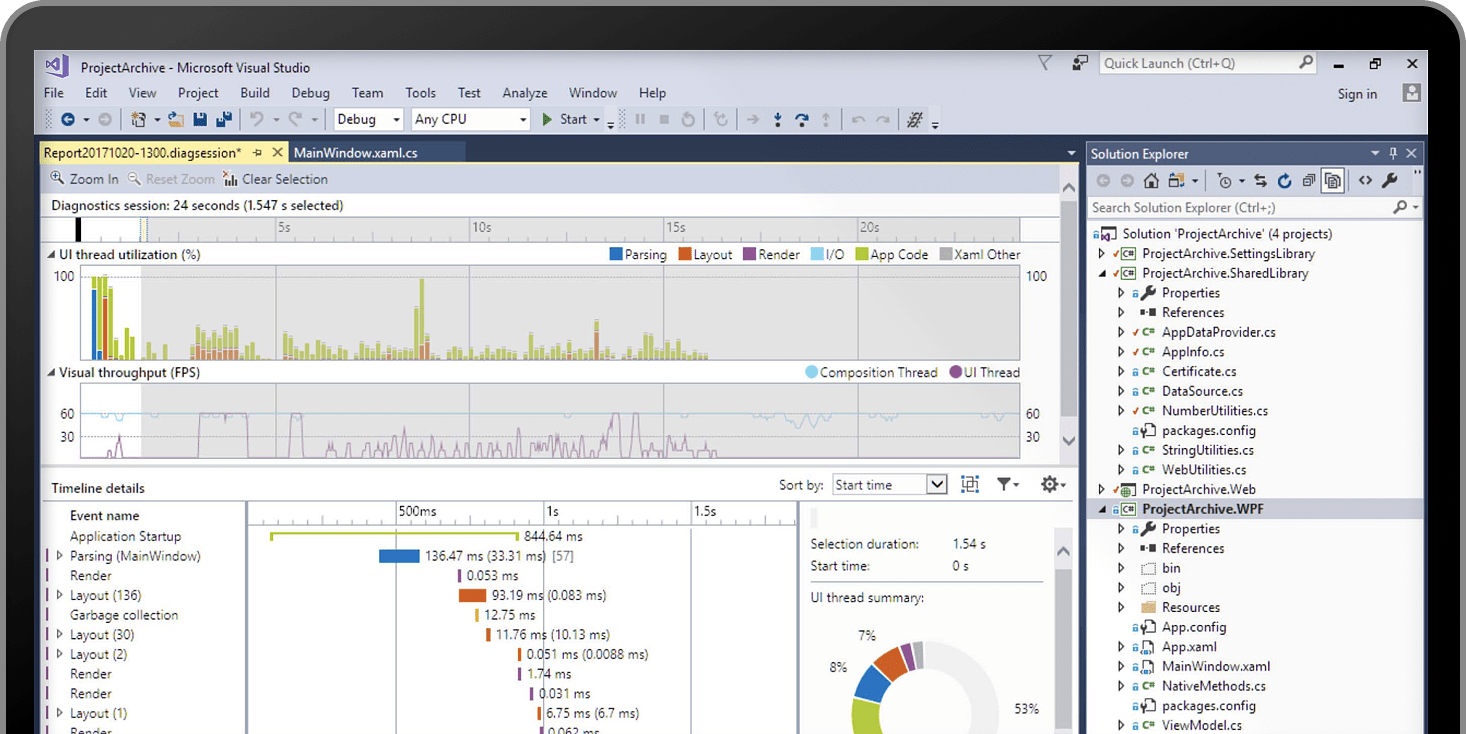 ProjectArchive - Microsoft Visual Studio
Quick Launch (Ctrl+Q)
File Edit View Project Build Debug Team Tools Test Analyze Window Help
Sign in
Debug Any CPU Start
Report20171020-1300.diagsession* MainWindow.xaml.cs
Zoom In Reset Zoom Clear Selection
Diagnostics session: 24 seconds (1.547 s selected)
5s 10s 15s 20s
UI thread utilization (%)
Parsing Layout Render I/O App Code Xaml Other
100 100
Visual throughput (FPS)
Composition Thread UI Thread
60 60
30 30
Timeline details
Sort by: Start time
Event name
500ms 1s 1.5s
Application Startup 844.64 ms
Parsing (MainWindow) 136.47 ms (33.31 ms) [57]
Render 0.053 ms
Layout (136) 93.19 ms (0.083 ms)
Garbage collection 12.75 ms
Layout (30) 11.76 ms (10.13 ms)
Layout (2) 0.051 ms (0.0088 ms)
Render 1.74 ms
Render 0.031 ms
Layout (1) 6.75 ms (6.7 ms)
Render 0.062 ms
Selection duration: 1.54 s
Start time: 0 s
UI thread summary:
7%
8%
53%
Solution Explorer
Search Solution Explorer (Ctrl+;)
Solution 'ProjectArchive' (4 projects)
ProjectArchive.SettingsLibrary
ProjectArchive.SharedLibrary
Properties
References
AppDataProvider.cs
AppInfo.cs
Certificate.cs
DataSource.cs
NumberUtilities.cs
packages.config
StringUtilities.cs
WebUtilities.cs
ProjectArchive.Web
ProjectArchive.WPF
Properties
References
bin
obj
Resources
App.config
App.xaml
MainWindow.xaml
NativeMethods.cs
packages.config
ViewModel.cs